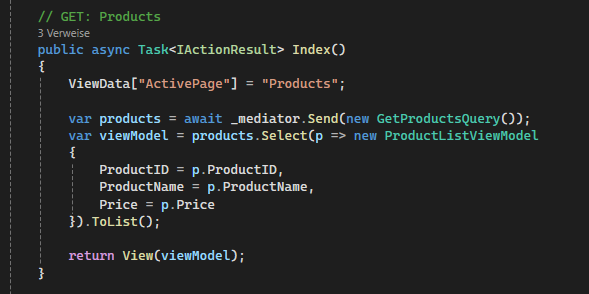 // GET: Products
3 Verweise
public async Task<IActionResult> Index()
{
    ViewData["ActivePage"] = "Products";

    var products = await _mediator.Send(new GetProductsQuery());
    var viewModel = products.Select(p => new ProductListViewModel
    {
        ProductID = p.ProductID,
        ProductName = p.ProductName,
        Price = p.Price
    }).ToList();

    return View(viewModel);
}